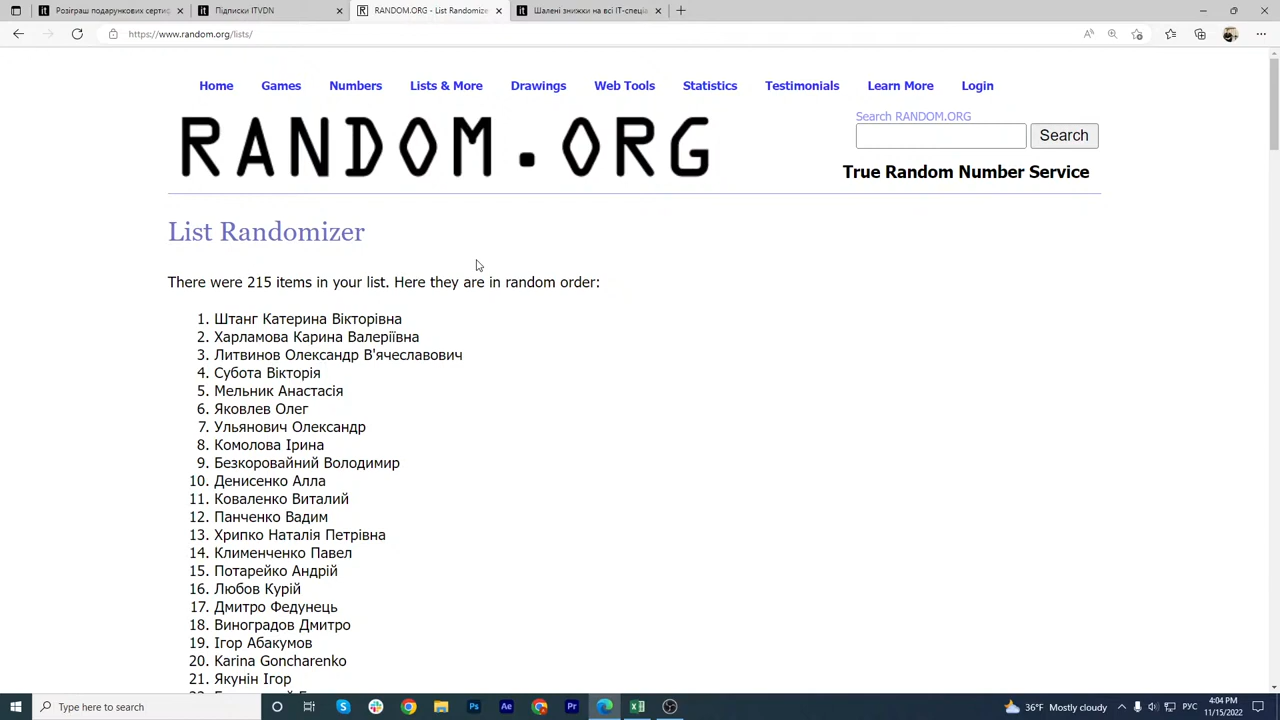 Розіграш подарункових сертис
Підписки ITVDN
RANDOM.ORG - List Randomizer
Шалені знижки на всі IT-спеціа
https://www.random.org/lists/
Home Games Numbers Lists & More Drawings Web Tools Statistics Testimonials Learn More Login
RANDOM.ORG
Search RANDOM.ORG
Search
True Random Number Service
List Randomizer
There were 215 items in your list. Here they are in random order:
1. Штанг Катерина Вікторівна
2. Харламова Карина Валеріївна
3. Литвинов Олександр В'ячеславович
4. Субота Вікторія
5. Мельник Анастасія
6. Яковлев Олег
7. Ульянович Олександр
8. Комолова Ірина
9. Безкоровайний Володимир
10. Денисенко Алла
11. Коваленко Виталий
12. Панченко Вадим
13. Хрипко Наталія Петрівна
14. Клименченко Павел
15. Потарейко Андрій
16. Любов Курій
17. Дмитро Федунець
18. Виноградов Дмитро
19. Ігор Абакумов
20. Karina Goncharenko
21. Якунін Ігор
Type here to search
36°F Mostly cloudy
РУС
4:04 PM
11/15/2022